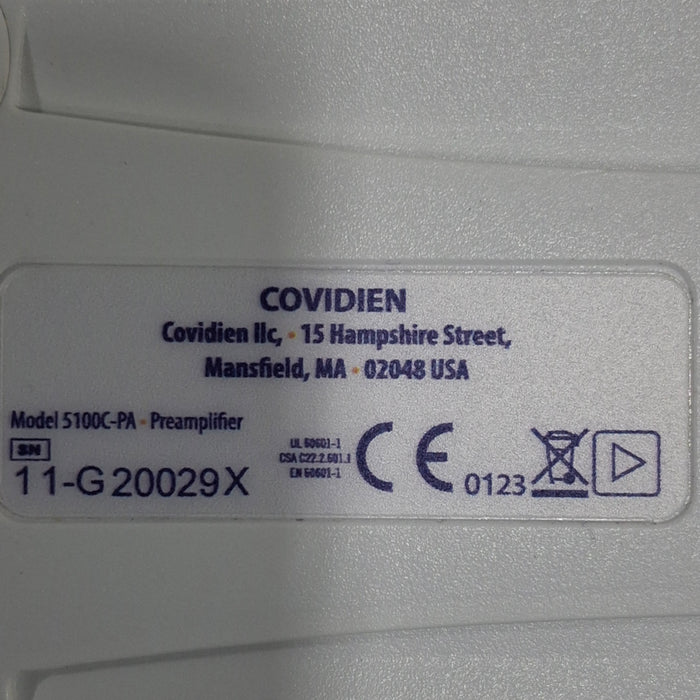 COVIDIEN
Covidien llc, • 15 Hampshire Street,
Mansfield, MA • 02048 USA
Model 5100C-PA • Preamplifier
SN
11-G20029X
UL 60601-1
CSA C22.2.601.1
EN 60601-1
CE 0123